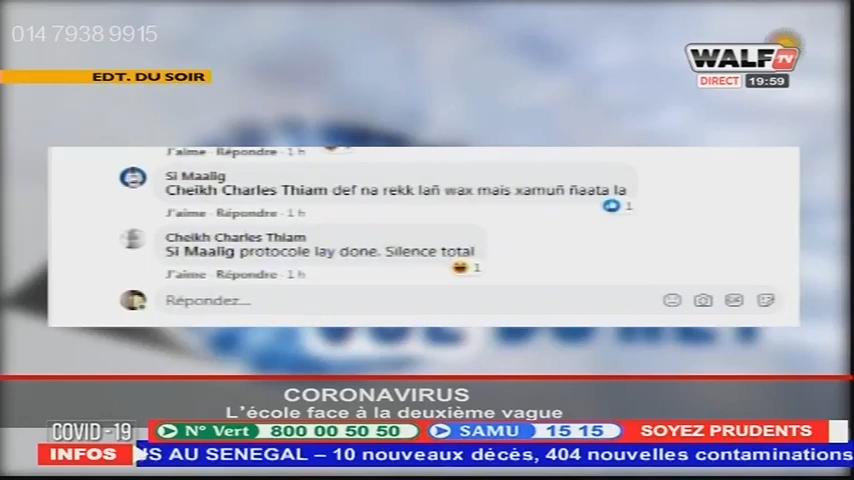 014 7938 9915
WALF TV
DIRECT 19:59
EDT. DU SOIR
J'aime · Répondre · 1 h
Si Maalig
Cheikh Charles Thiam def na rekk lañ wax mais xamuñ ñaata la
1
J'aime · Répondre · 1 h
Cheikh Charles Thiam
Si Maalig protocole lay done. Silence total
1
J'aime · Répondre · 1 h
Répondez...
CORONAVIRUS
L'école face à la deuxième vague
COVID -19 N° Vert 800 00 50 50 SAMU 15 15 SOYEZ PRUDENTS
INFOS S AU SENEGAL – 10 nouveaux décès, 404 nouvelles contaminations